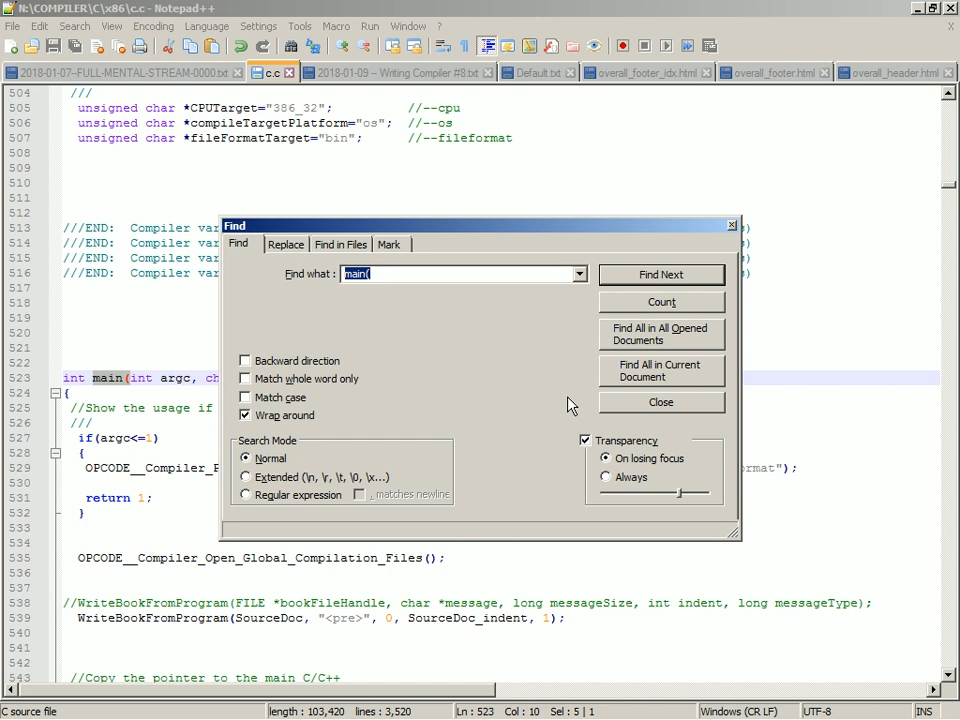 N:\COMPILER\C\x86\c.c - Notepad++
File Edit Search View Encoding Language Settings Tools Macro Run Window ? X
2018-01-07-FULL-MENTAL-STREAM-0000.txt c.c 2018-01-09 – Writing Compiler #8.txt Default.txt overall_footer_idx.html overall_footer.html overall_header.html
504 ///
505 unsigned char *CPUTarget="386_32"; //--cpu
506 unsigned char *compileTargetPlatform="os"; //--os
507 unsigned char *fileFormatTarget="bin"; //--fileformat
508
509
510
511
512
513 ///END: Compiler var s)
514 ///END: Compiler var s)
515 ///END: Compiler var s)
516 ///END: Compiler var s)
517
518
519
520
521
522
523 int main(int argc, ch
524 {
525 //Show the usage if
526 ///
527 if(argc<=1)
528 {
529 OPCODE__Compiler_P ormat");
530
531 return 1;
532 }
533
534
535 OPCODE__Compiler_Open_Global_Compilation_Files();
536
537
538 //WriteBookFromProgram(FILE *bookFileHandle, char *message, long messageSize, int indent, long messageType);
539 WriteBookFromProgram(SourceDoc, "<pre>", 0, SourceDoc_indent, 1);
540
541
542
543 //Copy the pointer to the main C/C++
Find
Find Replace Find in Files Mark
Find what : main( Find Next
Count
Find All in All Opened
Documents
Backward direction
Find All in Current
Document
Match whole word only
Match case
Close
Wrap around
Search Mode
Normal
Extended (\n, \r, \t, \0, \x...)
Regular expression . matches newline
Transparency
On losing focus
Always
C source file length : 103,420 lines : 3,520 Ln : 523 Col : 10 Sel : 5 | 1 Windows (CR LF) UTF-8 INS